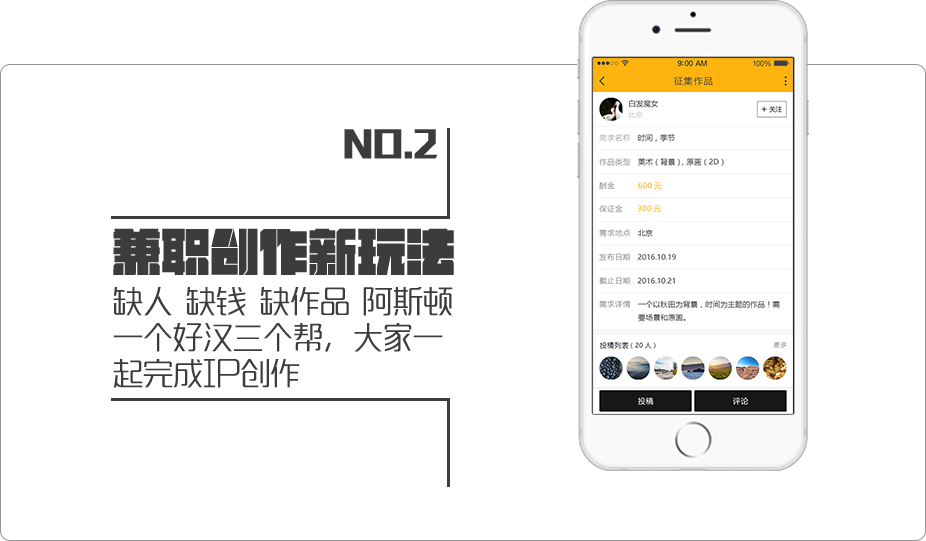 NO.2
兼职创作新玩法
缺人 缺钱 缺作品 阿斯顿
一个好汉三个帮，大家一
起完成IP创作
9:00 AM 100%
征集作品
白发魔女
北京
+ 关注
需求名称 时间，季节
作品类型 美术（背景），原画（2D）
酬金 600 元
保证金 300 元
需求地点 北京
发布日期 2016.10.19
截止日期 2016.10.21
需求详情 一个以秋田为背景，时间为主题的作品！需
要场景和原画。
投稿列表（20 人） 更多
投稿 评论